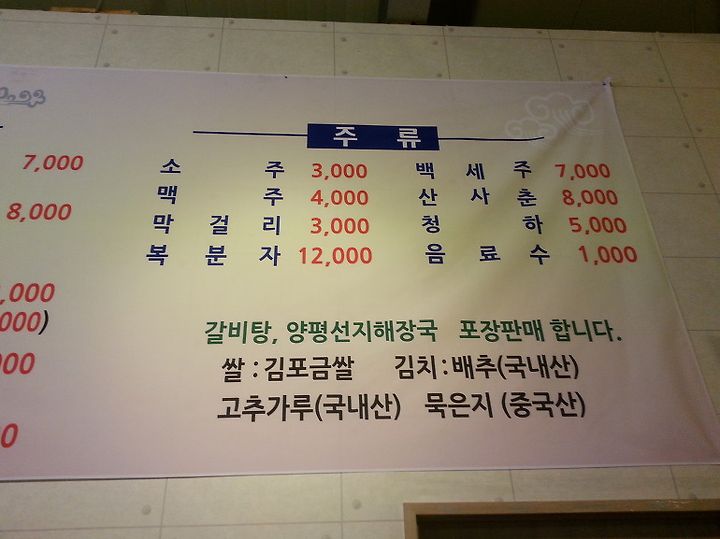 주 류
7,000
8,000
,000
000)
00
0
소 주 3,000 백 세 주 7,000
맥 주 4,000 산 사 춘 8,000
막 걸 리 3,000 청 하 5,000
복 분 자 12,000 음 료 수 1,000
갈비탕, 양평선지해장국 포장판매 합니다.
쌀 : 김포금쌀 김치 : 배추(국내산)
고추가루(국내산) 묵은지 (중국산)